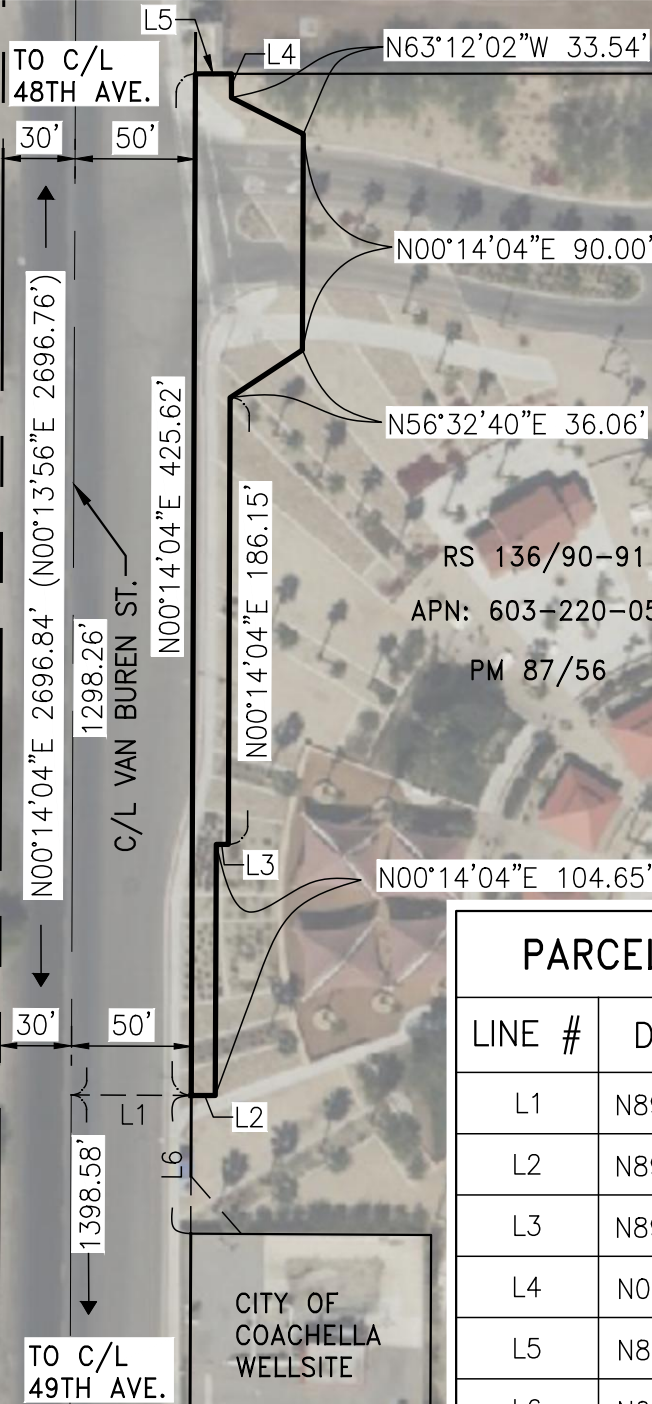 L5
L4
N63°12'02"W 33.54'
TO C/L
48TH AVE.
30'
50'
N00°14'04"E 90.00'
N00°14'04"E 2696.84' (N00°13'56"E 2696.76')
N00°14'04"E 425.62'
N56°32'40"E 36.06'
N00°14'04"E 186.15'
RS 136/90-91
APN: 603-220-05
PM 87/56
1298.26'
C/L VAN BUREN ST.
L3
N00°14'04"E 104.65'
PARCEL
LINE #
L1 N89
L2 N89
L3 N89
L4 N0
L5 N8
30'
50'
L1
L2
L6
1398.58'
CITY OF
COACHELLA
WELLSITE
TO C/L
49TH AVE.